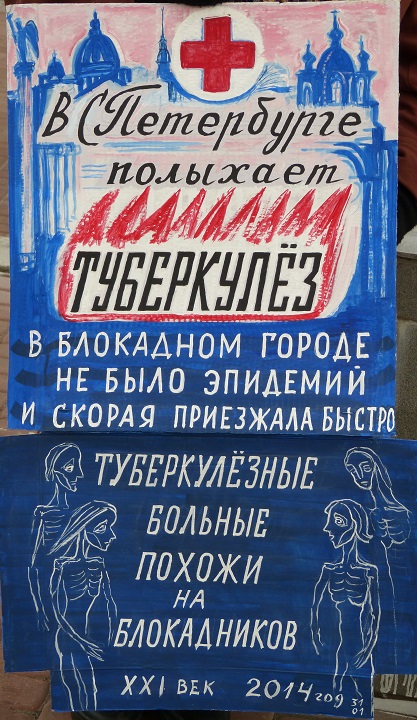 В С Петербурге
полыхает
ТУБЕРКУЛЁЗ
В БЛОКАДНОМ ГОРОДЕ
НЕ БЫЛО ЭПИДЕМИЙ
И СКОРАЯ ПРИЕЗЖАЛА БЫСТРО
ТУБЕРКУЛЁЗНЫЕ
БОЛЬНЫЕ
ПОХОЖИ
НА
БЛОКАДНИКОВ
XXI ВЕК 2014 год 31 01